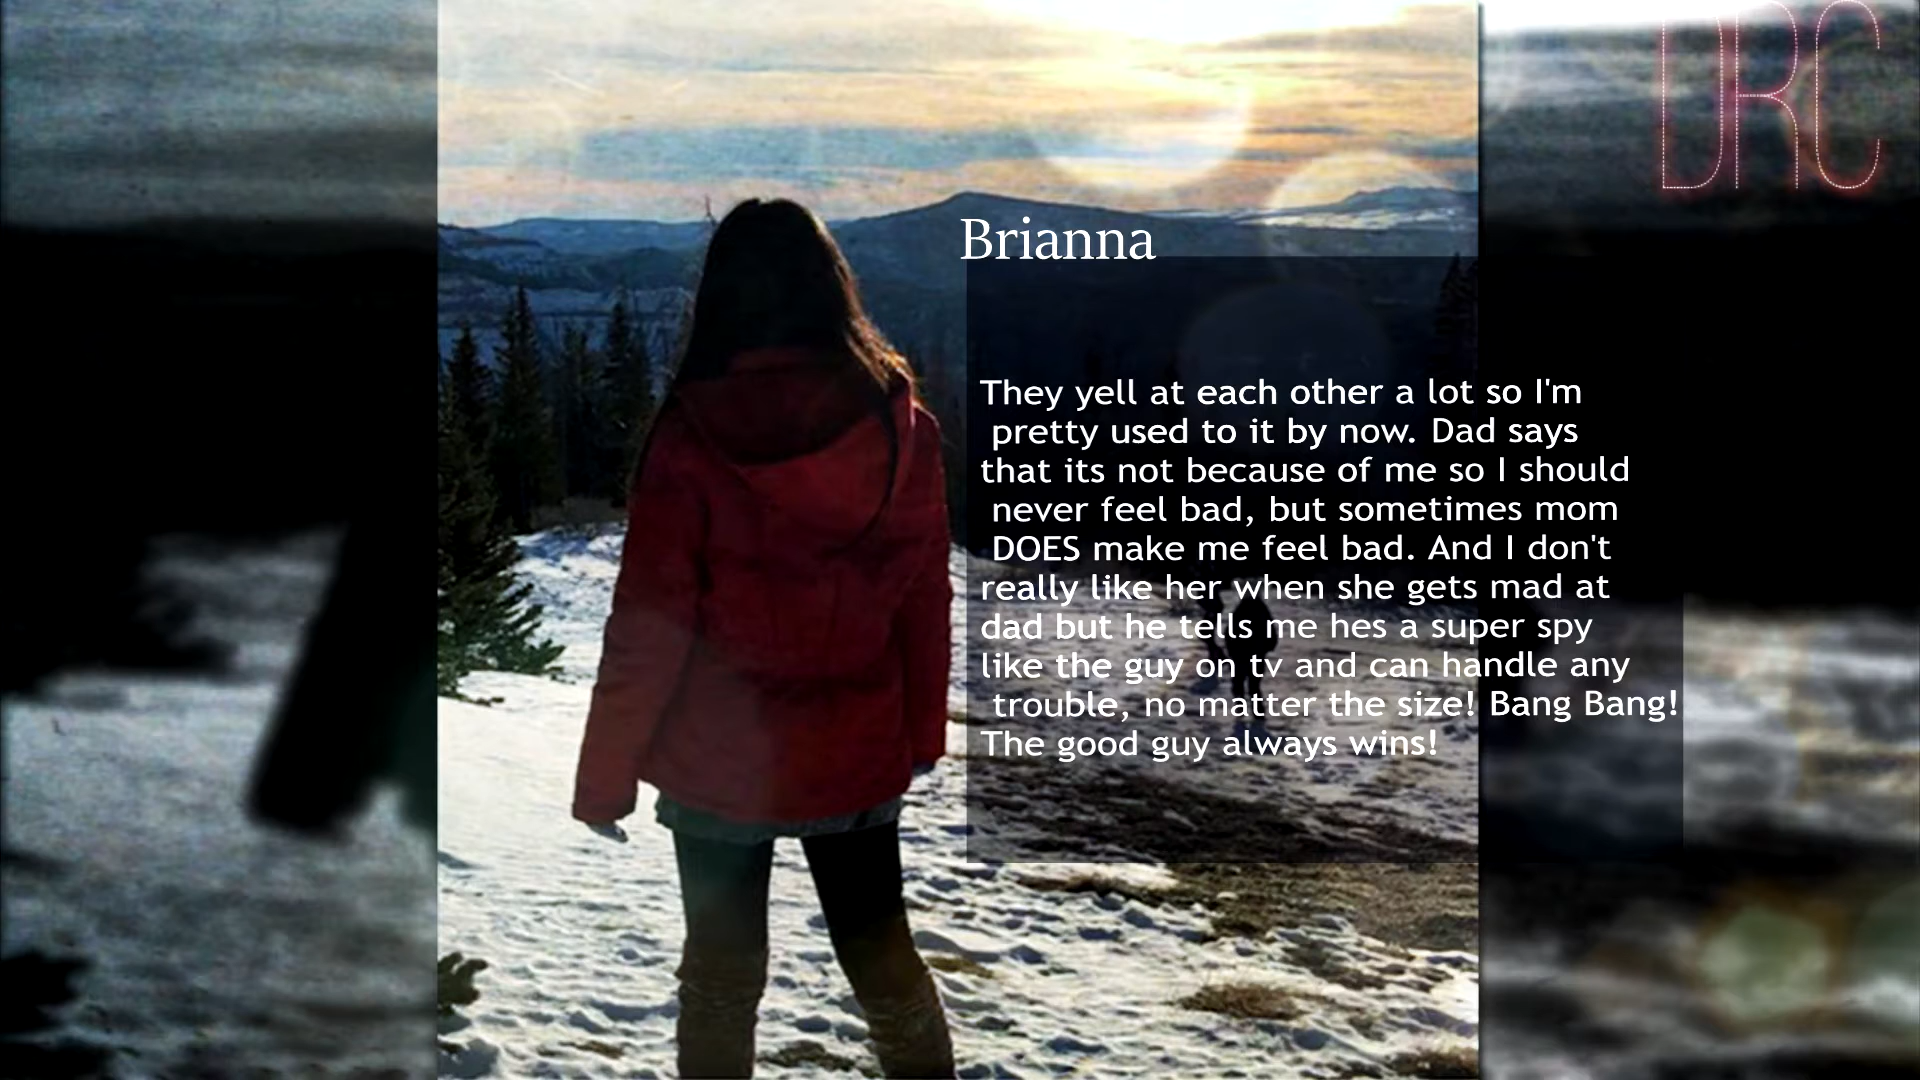 DRC
Brianna
They yell at each other a lot so I'm
pretty used to it by now. Dad says
that its not because of me so I should
never feel bad, but sometimes mom
DOES make me feel bad. And I don't
really like her when she gets mad at
dad but he tells me hes a super spy
like the guy on tv and can handle any
trouble, no matter the size! Bang Bang!
The good guy always wins!